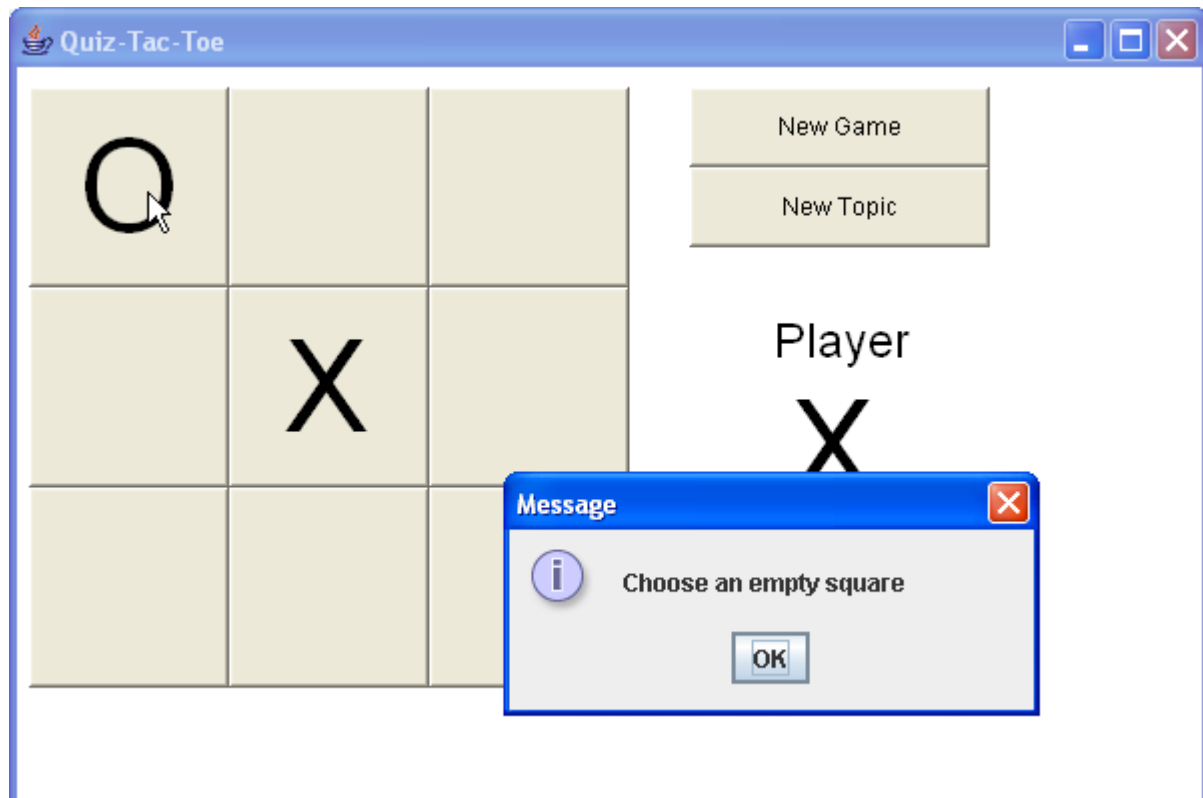 Quiz-Tac-Toe
O
X
New Game
New Topic
Player
X
Message
Choose an empty square
OK